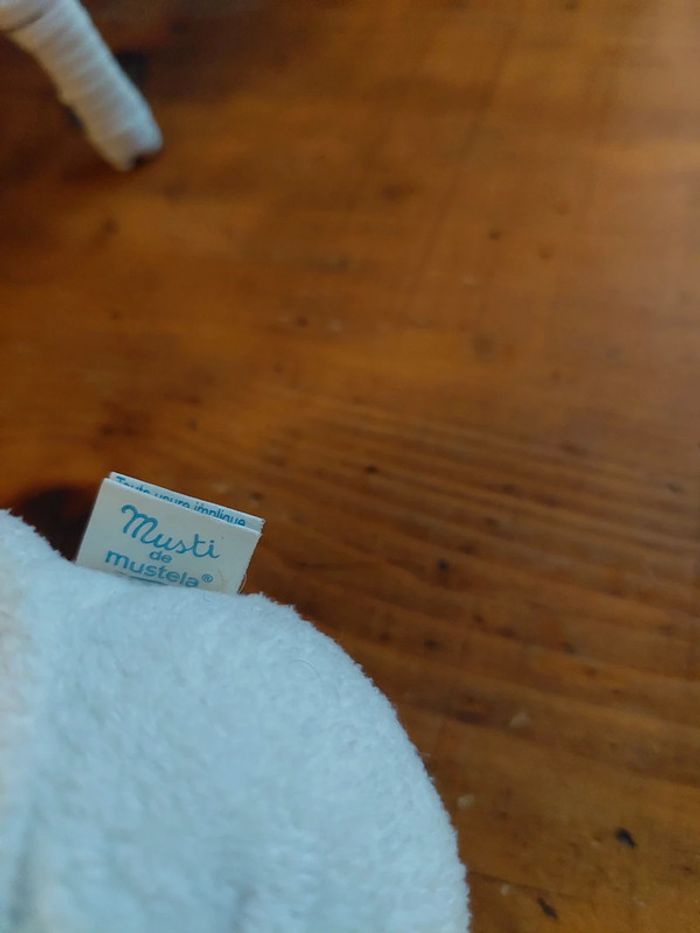 Toute usure implique
Musti
de
mustela®